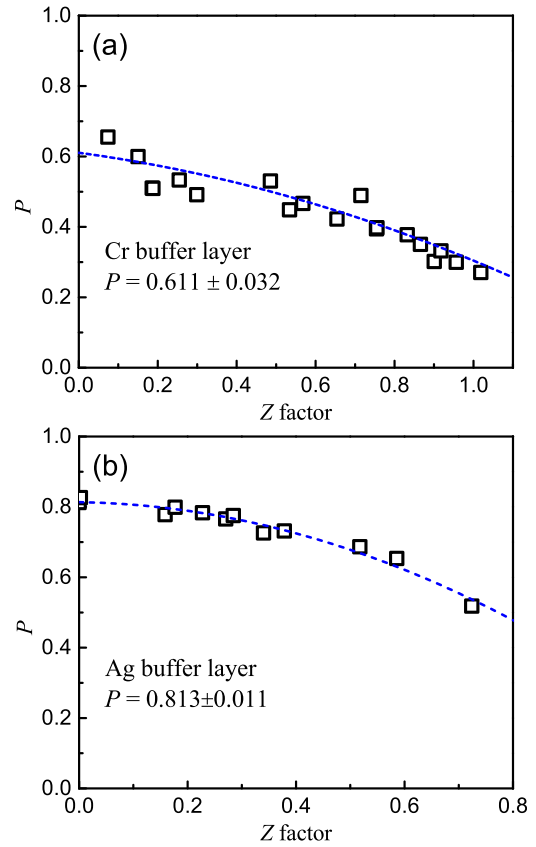 (a)
1.0
0.8
0.6
0.4
0.2
0.0
P
Cr buffer layer
P = 0.611 ± 0.032
0.0 0.2 0.4 0.6 0.8 1.0
Z factor
(b)
1.0
0.8
0.6
0.4
0.2
0.0
P
Ag buffer layer
P = 0.813±0.011
0.0 0.2 0.4 0.6 0.8
Z factor